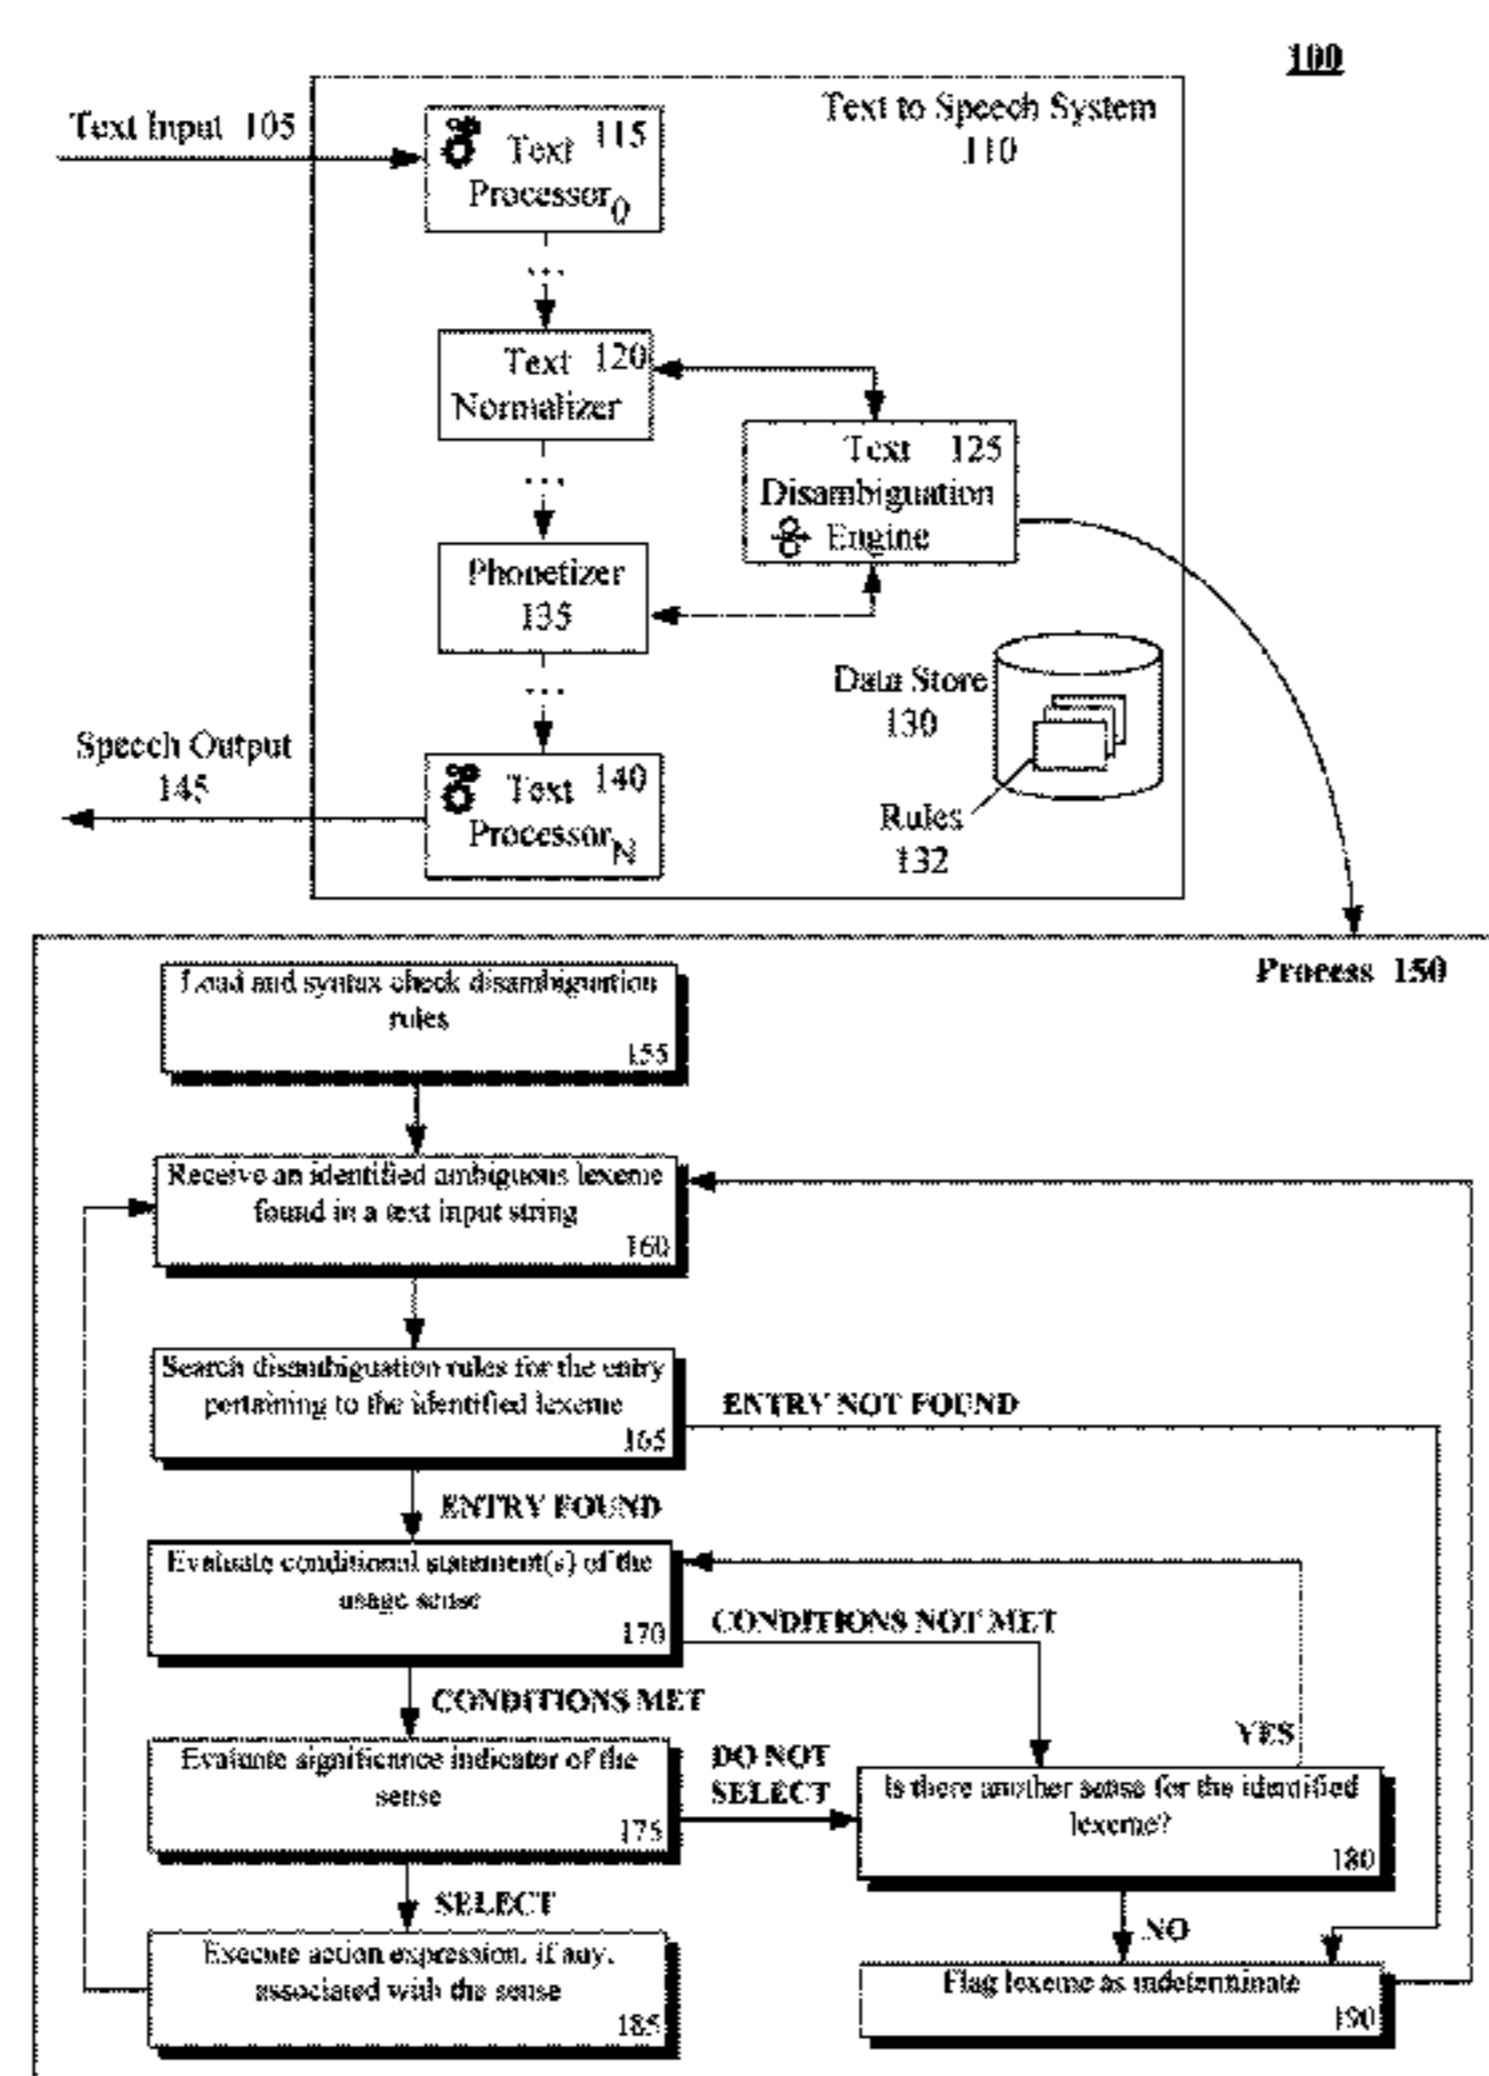 100
Text Input 105
Text to Speech System
110
Text 115
Processor0
...
Text 120
Normalizer
...
Text 125
Disambiguation
Engine
Phonetizer
135
...
Data Store
130
Speech Output
145
Text 140
ProcessorN
Rules
132
Process 150
Load and syntax check disambiguation
rules
155
Receive an identified ambiguous lexeme
found in a text input string
160
Search disambiguation rules for the entry
pertaining to the identified lexeme
165
ENTRY NOT FOUND
ENTRY FOUND
Evaluate conditional statement(s) of the
usage sense
170
CONDITIONS NOT MET
CONDITIONS MET
YES
Evaluate significance indicator of the
sense
175
DO NOT
SELECT
Is there another sense for the identified
lexeme?
180
SELECT
NO
Execute action expression, if any,
associated with the sense
185
Flag lexeme as indeterminate
190